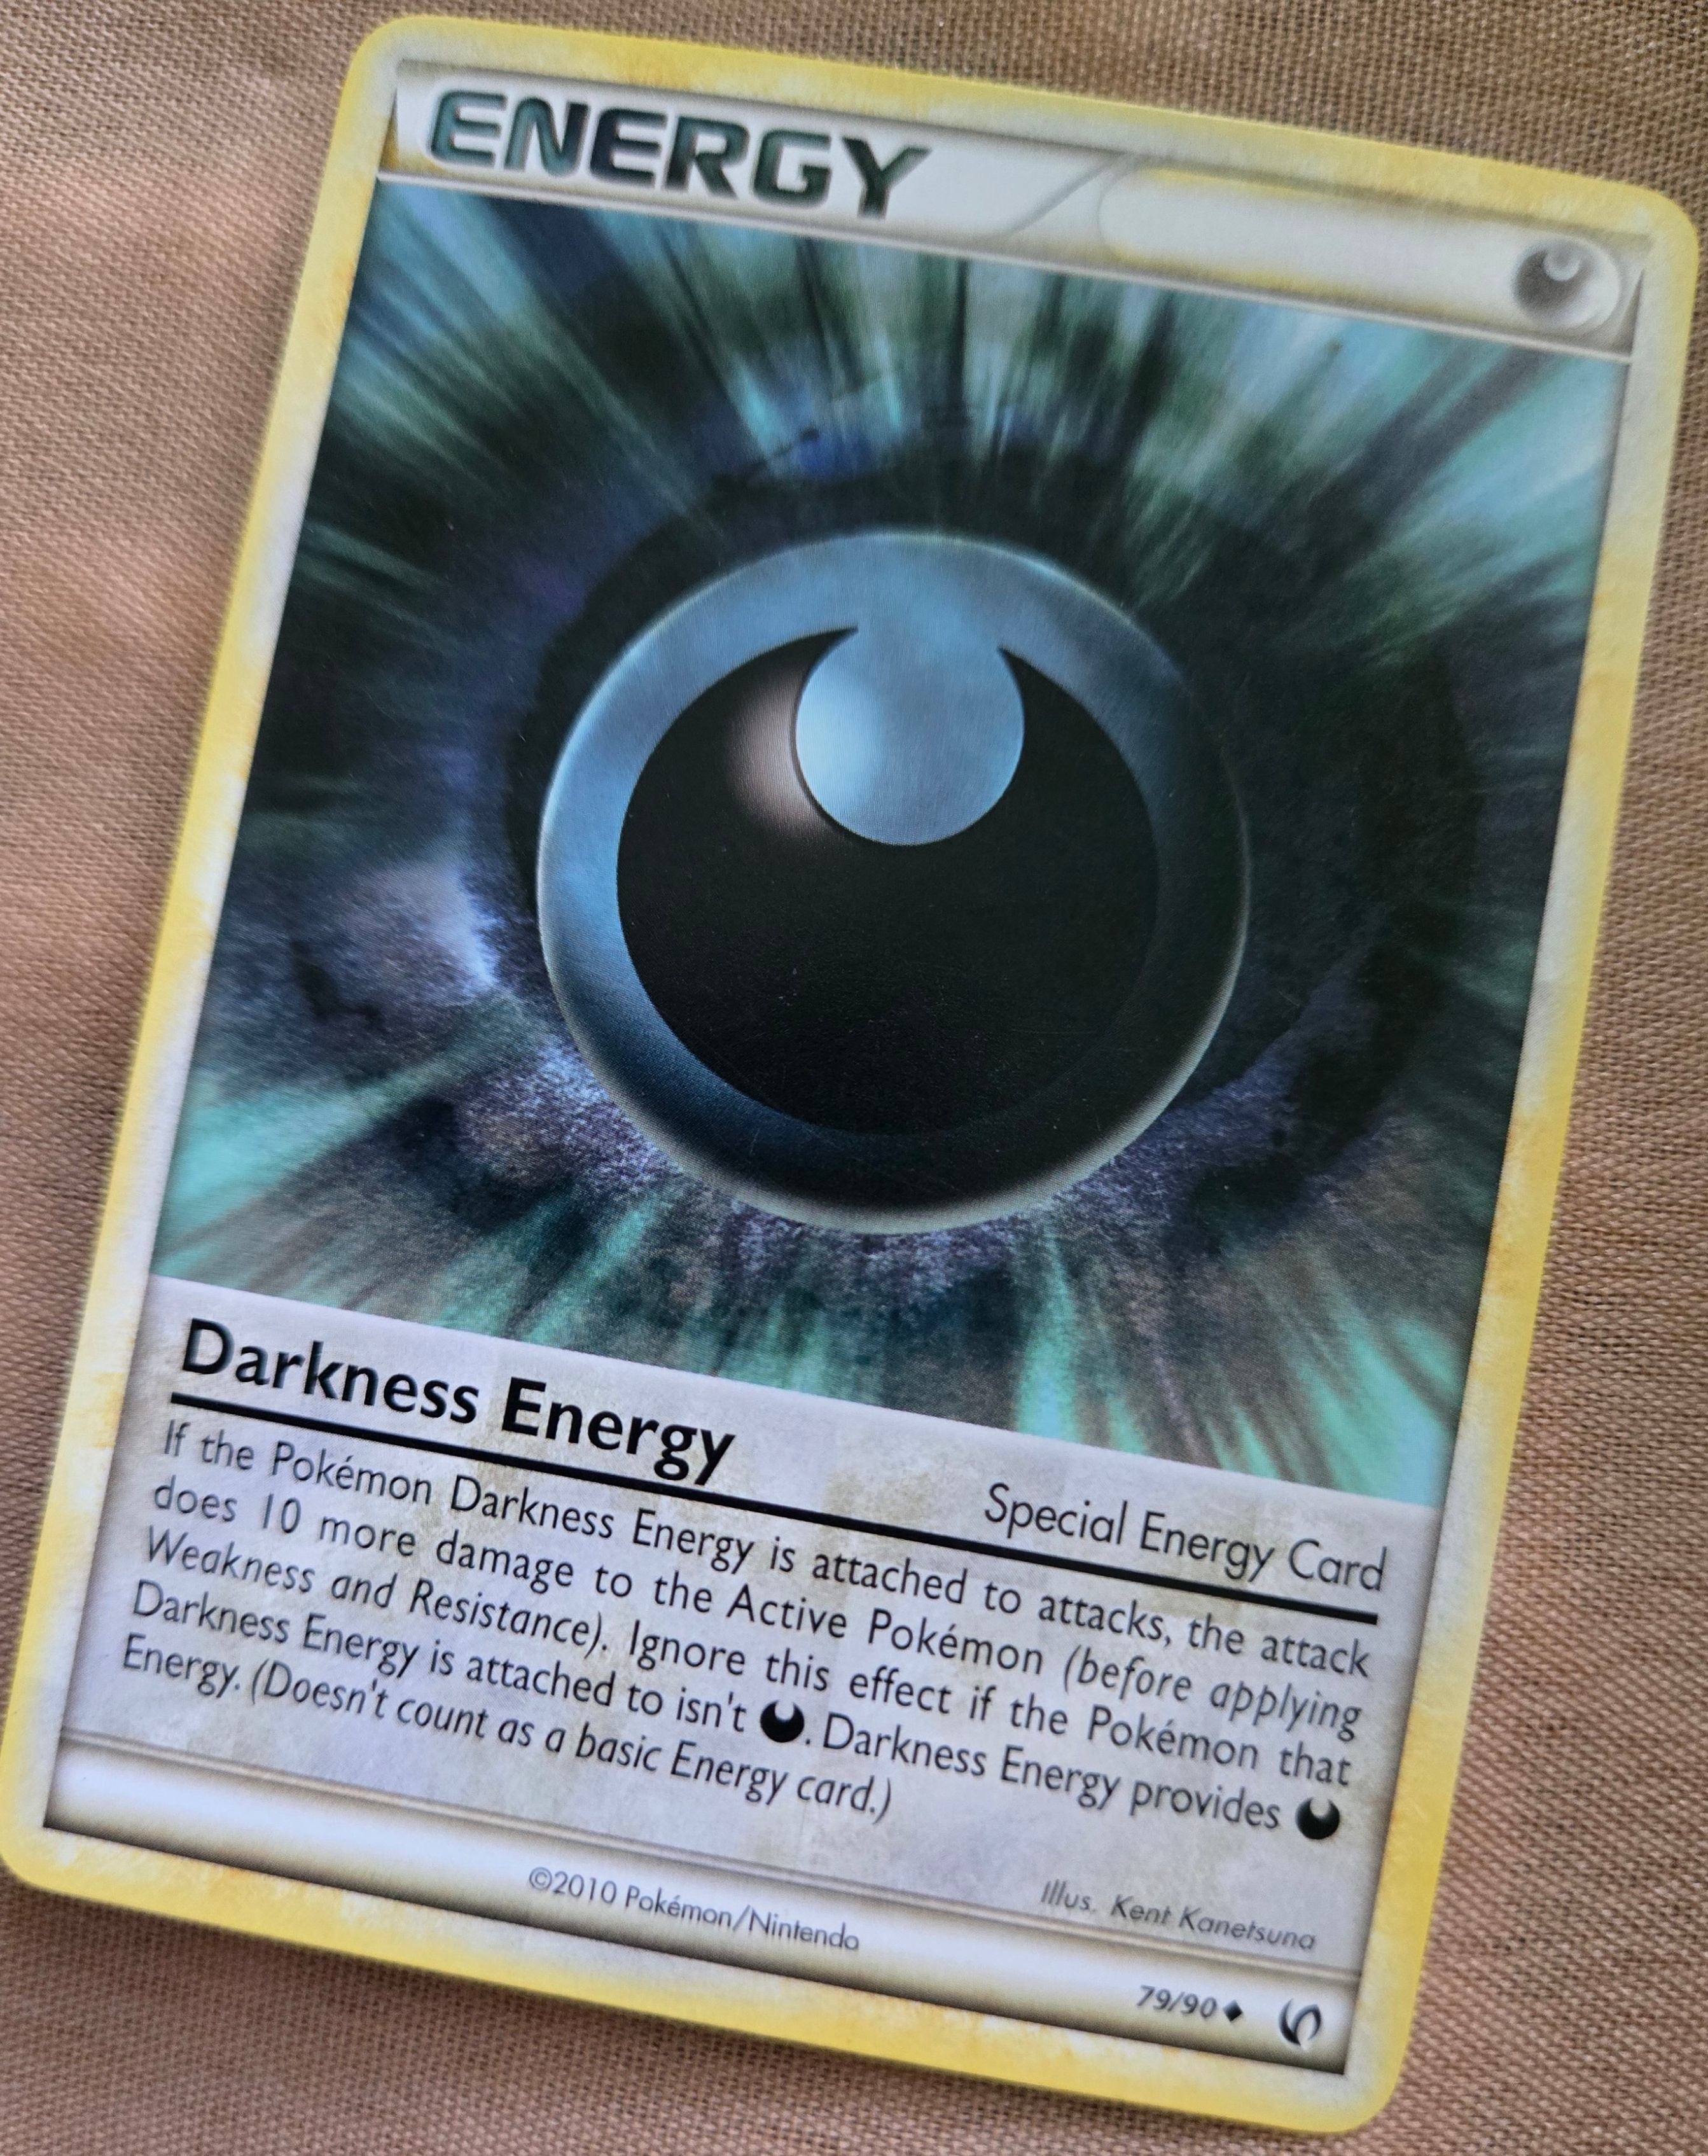 ENERGY
Darkness Energy
Special Energy Card
If the Pokémon Darkness Energy is attached to attacks, the attack
does 10 more damage to the Active Pokémon (before applying
Weakness and Resistance). Ignore this effect if the Pokémon that
Darkness Energy is attached to isn't . Darkness Energy provides
Energy. (Doesn't count as a basic Energy card.)
Illus. Kent Kanetsuna
©2010 Pokémon/Nintendo
79/90